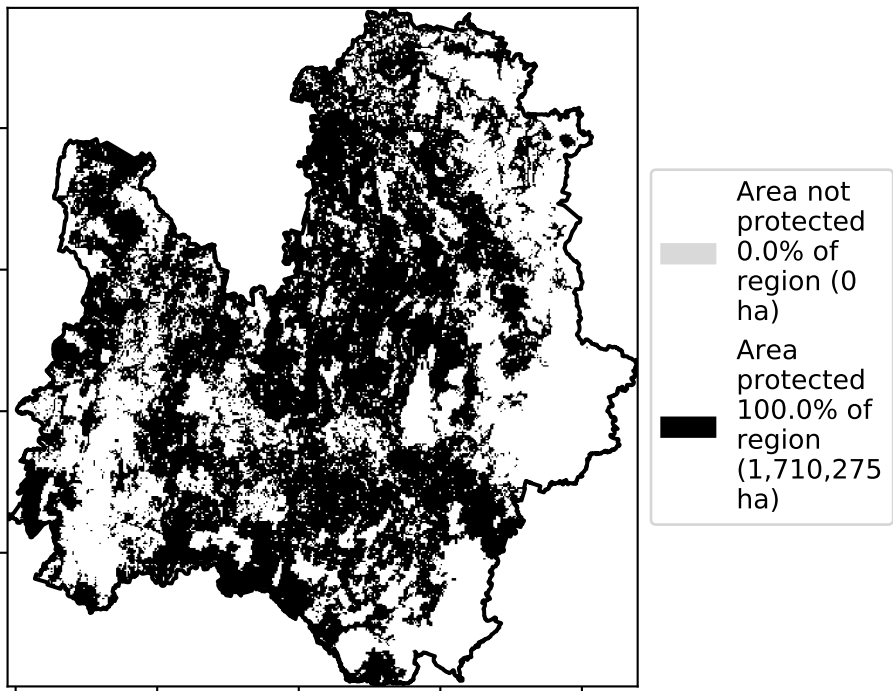 Area not
protected
0.0% of
region (0
ha)
Area
protected
100.0% of
region
(1,710,275
ha)